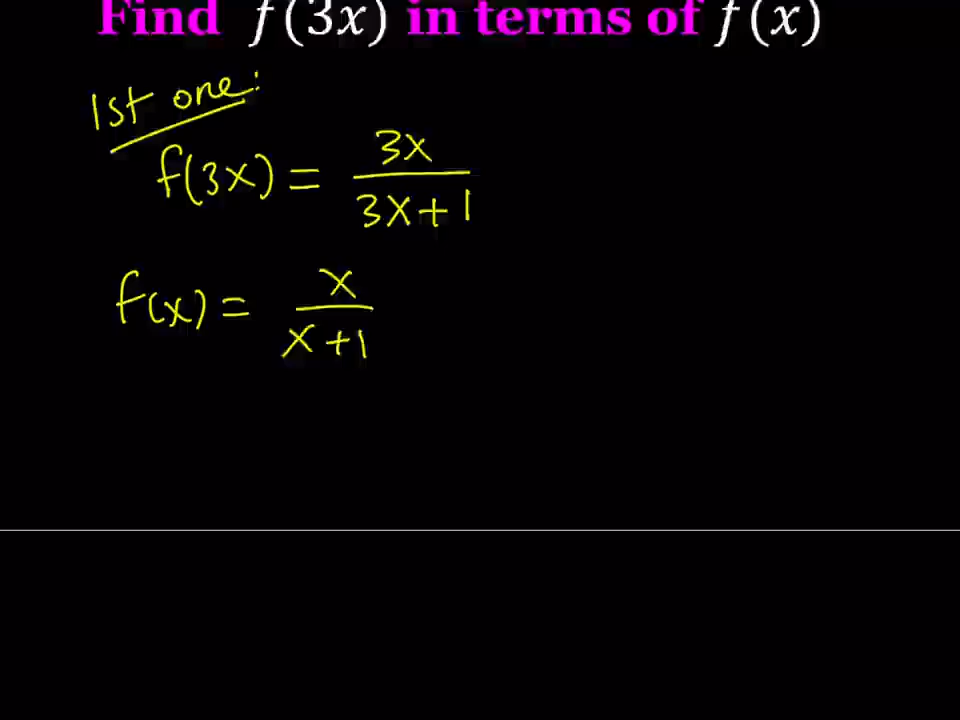 Find f(3x) in terms of f(x)
1st one:
f(3x) = 3x / 3x+1
f(x) = x / x+1